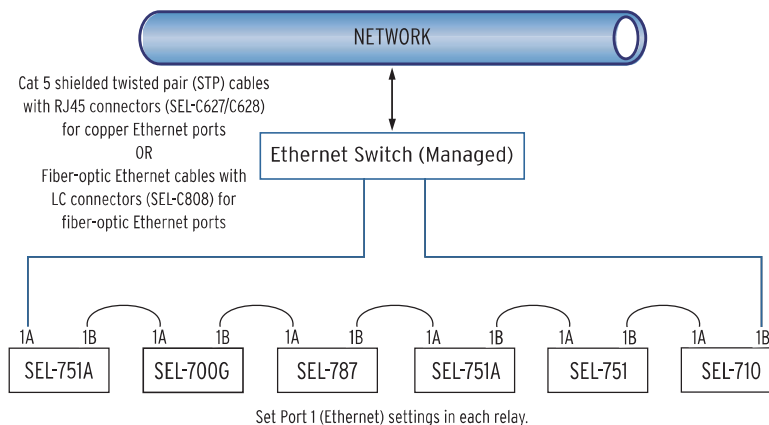 NETWORK
Cat 5 shielded twisted pair (STP) cables
with RJ45 connectors (SEL-C627/C628)
for copper Ethernet ports
OR
Fiber-optic Ethernet cables with
LC connectors (SEL-C808) for
fiber-optic Ethernet ports
Ethernet Switch (Managed)
1A 1B 1A 1B 1A 1B 1A 1B 1A 1B 1A 1B
SEL-751A SEL-700G SEL-787 SEL-751A SEL-751 SEL-710
Set Port 1 (Ethernet) settings in each relay.